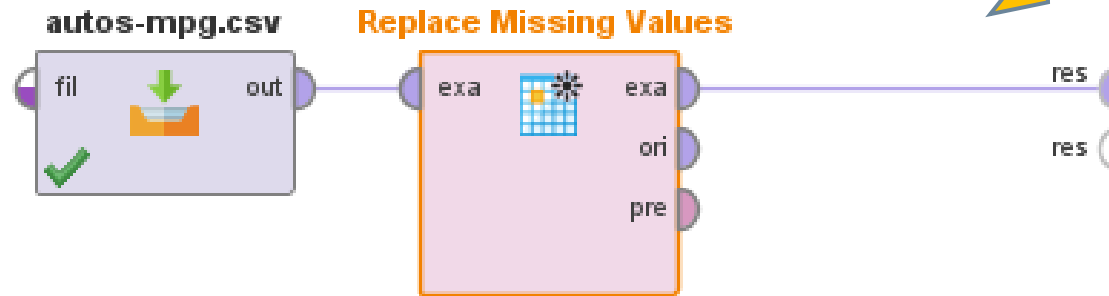 autos-mpg.csv Replace Missing Values
fil out exa exa res
ori res
pre